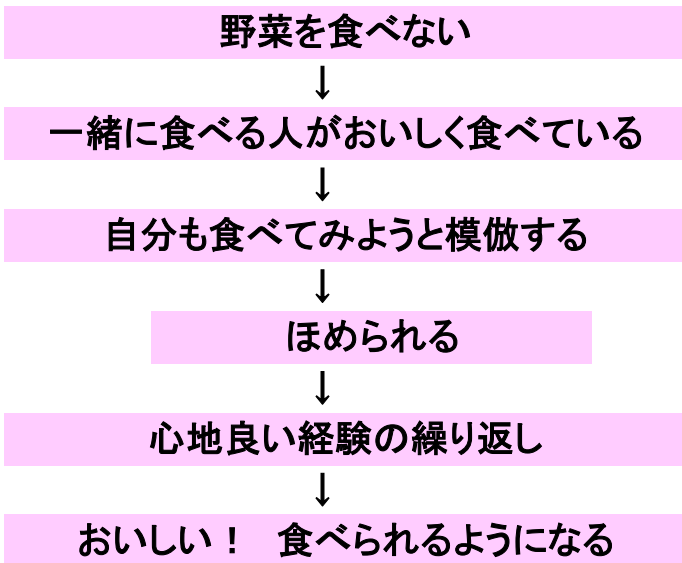 野菜を食べない
↓
一緒に食べる人がおいしく食べている
↓
自分も食べてみようと模倣する
↓
ほめられる
↓
心地良い経験の繰り返し
↓
おいしい！　食べられるようになる